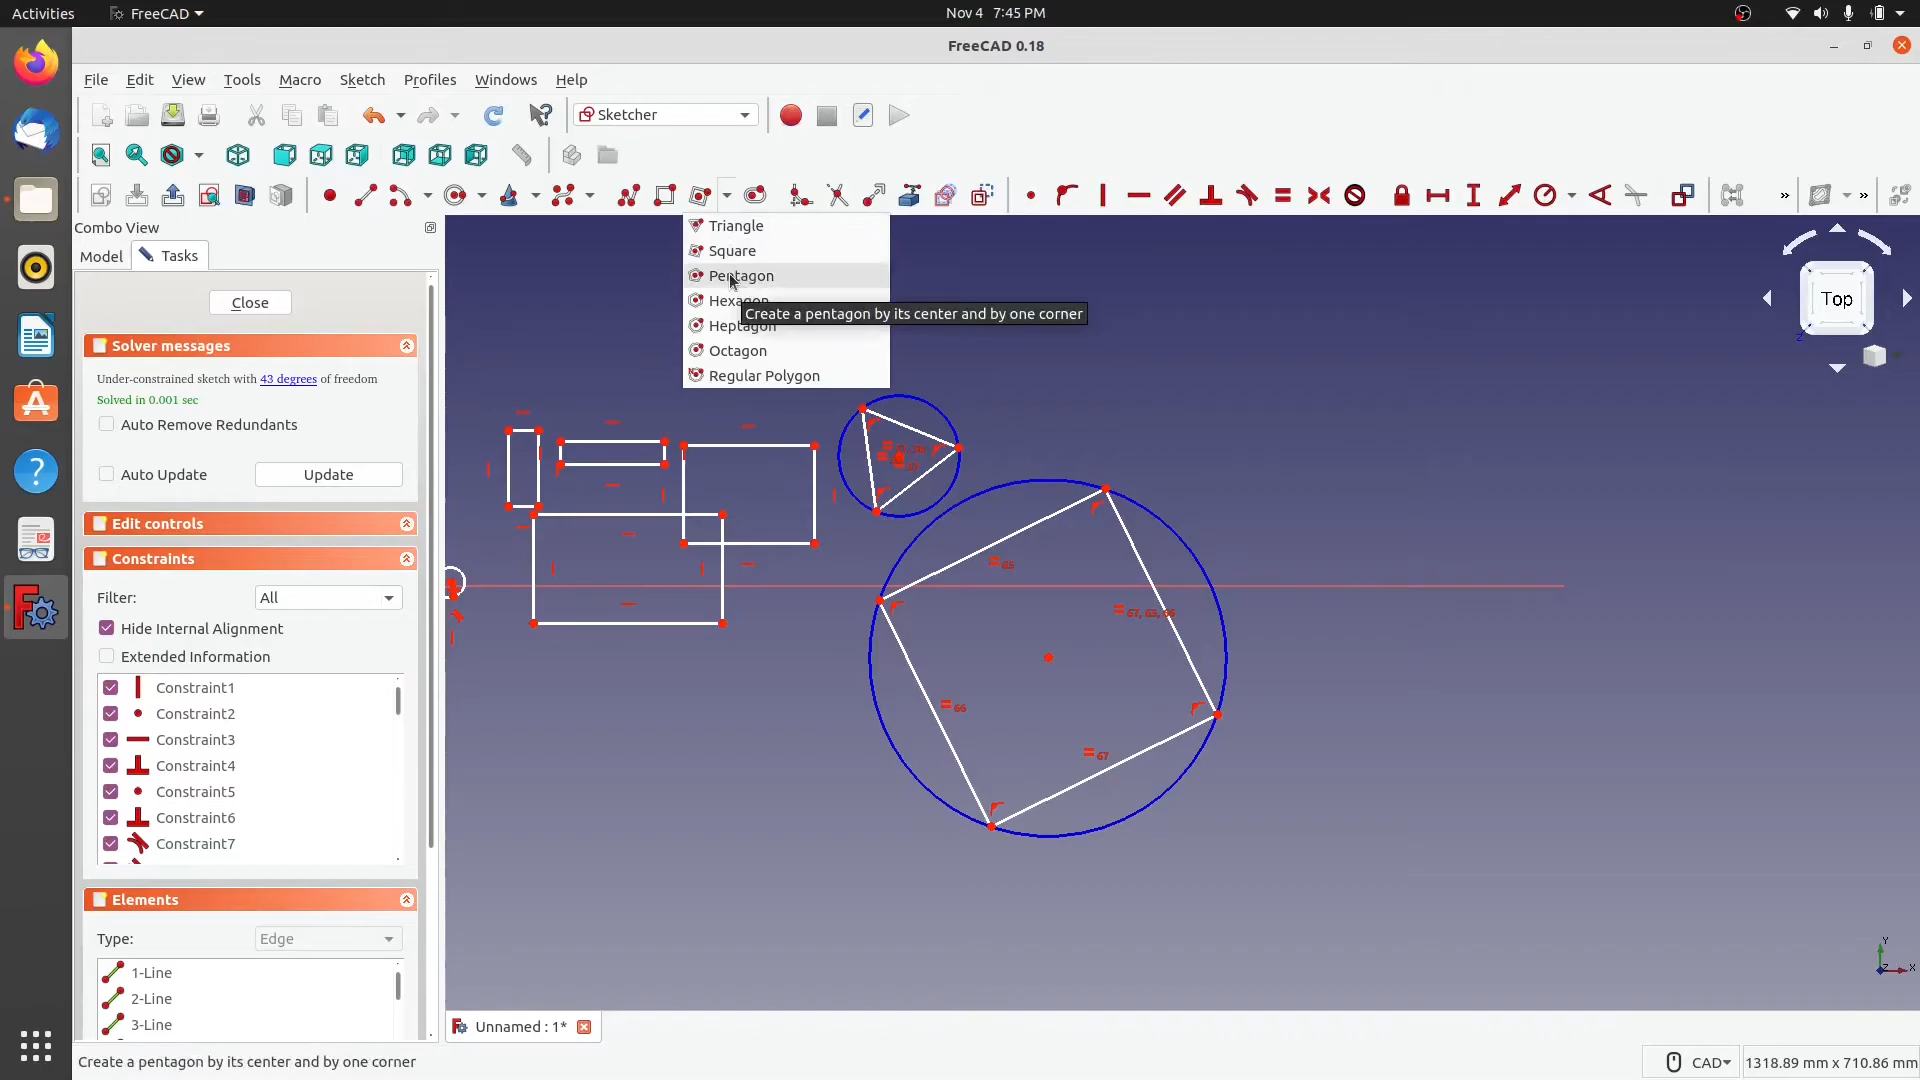 Activities
FreeCAD
Nov 4 7:45 PM
FreeCAD 0.18
File Edit View Tools Macro Sketch Profiles Windows Help
Sketcher
Combo View
Model
Tasks
Close
Solver messages
Under-constrained sketch with 43 degrees of freedom
Solved in 0.001 sec
Auto Remove Redundants
Auto Update
Update
Edit controls
Constraints
Filter:
All
Hide Internal Alignment
Extended Information
Constraint1
Constraint2
Constraint3
Constraint4
Constraint5
Constraint6
Constraint7
Elements
Type:
Edge
1-Line
2-Line
3-Line
Triangle
Square
Pentagon
Hexagon
Create a pentagon by its center and by one corner
Heptagon
Octagon
Regular Polygon
65
66
67
Top
Z
Y
Z
X
Unnamed : 1*
Create a pentagon by its center and by one corner
CAD
1318.89 mm x 710.86 mm